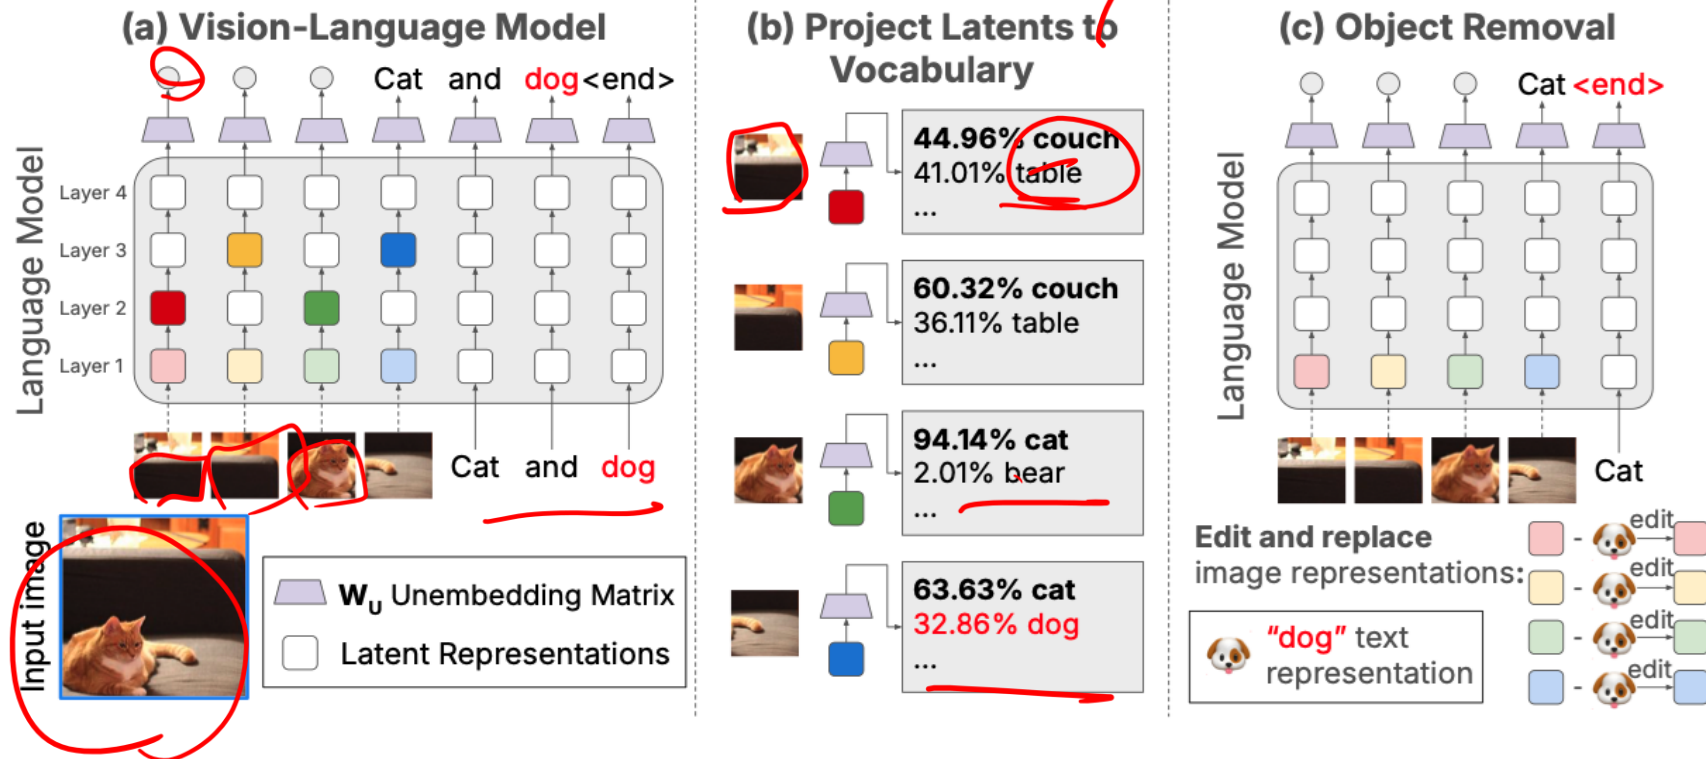 (a) Vision-Language Model
Cat and dog<end>
Language Model
Layer 4
Layer 3
Layer 2
Layer 1
Cat and dog
Input image
W_U Unembedding Matrix
Latent Representations
(b) Project Latents to
Vocabulary
44.96% couch
41.01% table
...
60.32% couch
36.11% table
...
94.14% cat
2.01% bear
...
63.63% cat
32.86% dog
...
(c) Object Removal
Cat <end>
Language Model
Cat
Edit and replace
image representations:
"dog" text
representation
- edit
- edit
- edit
- edit